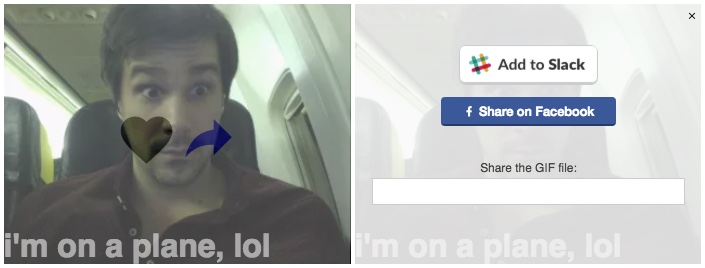 i'm on a plane, lol
×
Add to Slack
f Share on Facebook
Share the GIF file:
i'm on a plane, lol